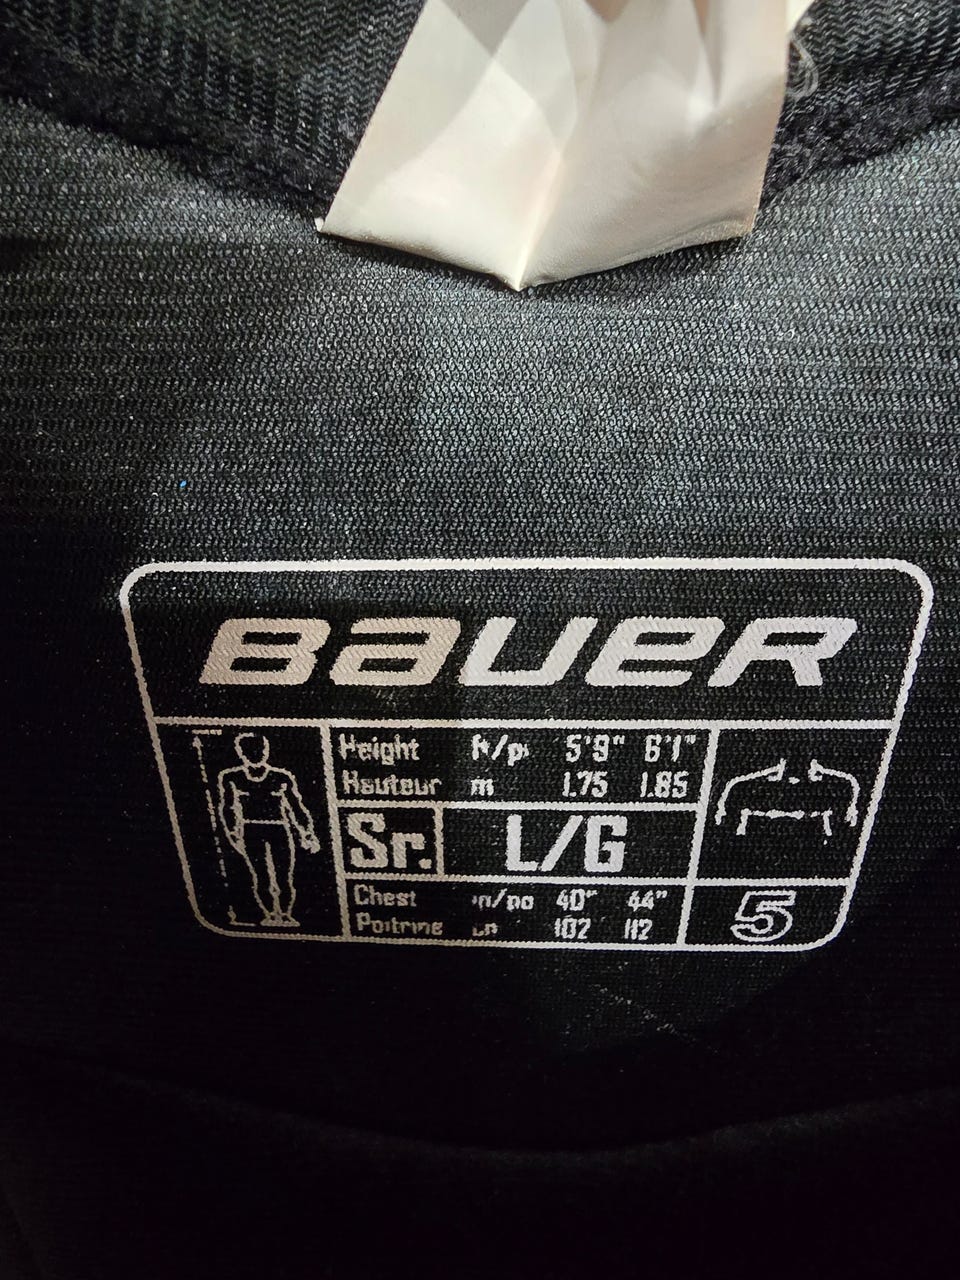 BAUER
Height ft/pi 5'9" 6'1"
Hauteur m 1.75 1.85
Sr. L/G
Chest in/po 40" 44"
Poitrine cm 102 112
5